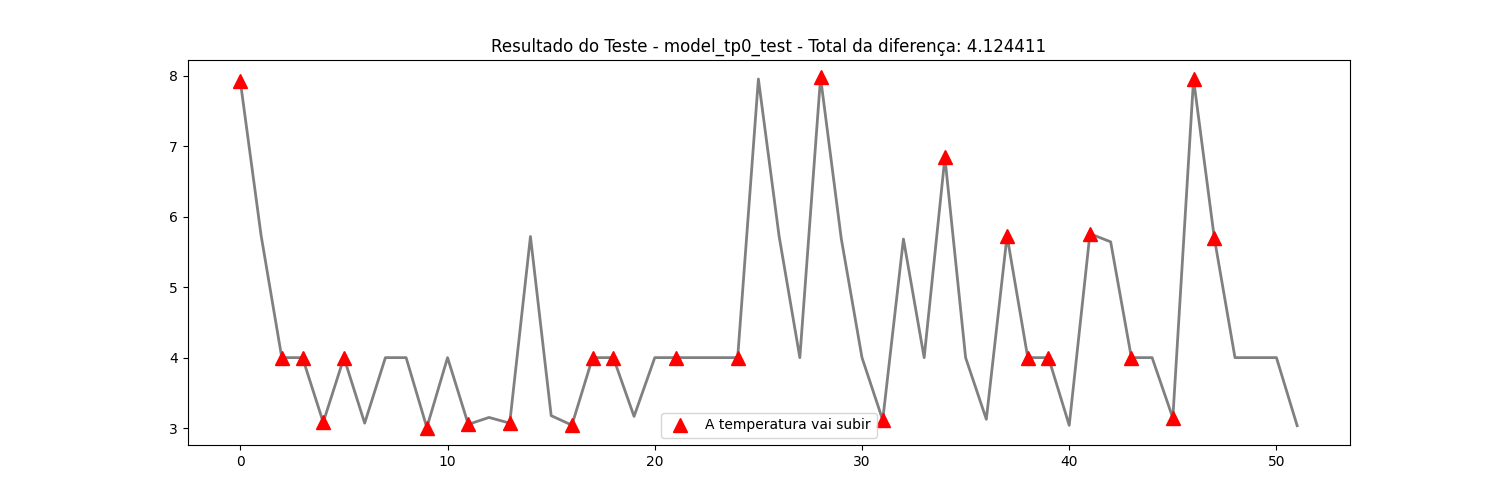 Resultado do Teste - model_tp0_test - Total da diferença: 4.124411
8
7
6
5
4
3
A temperatura vai subir
0 10 20 30 40 50